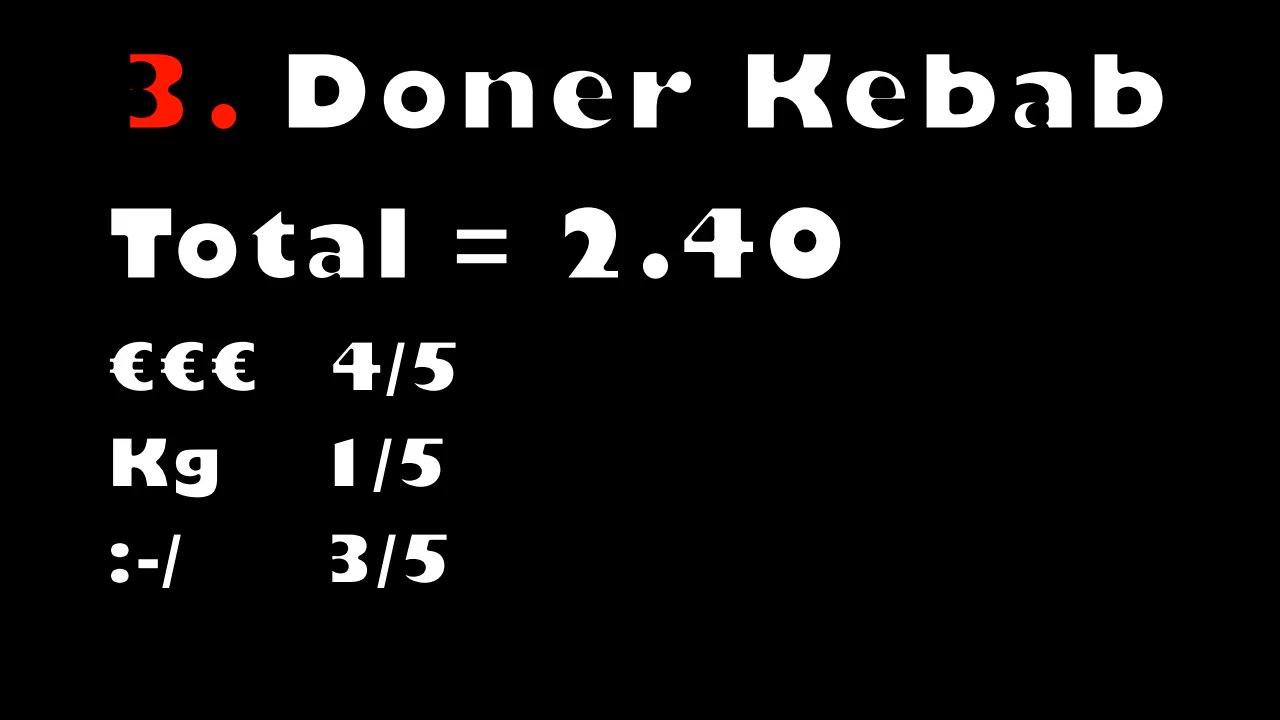 3. Doner Kebab
Total = 2.40
€€€ 4/5
Kg 1/5
:-/ 3/5